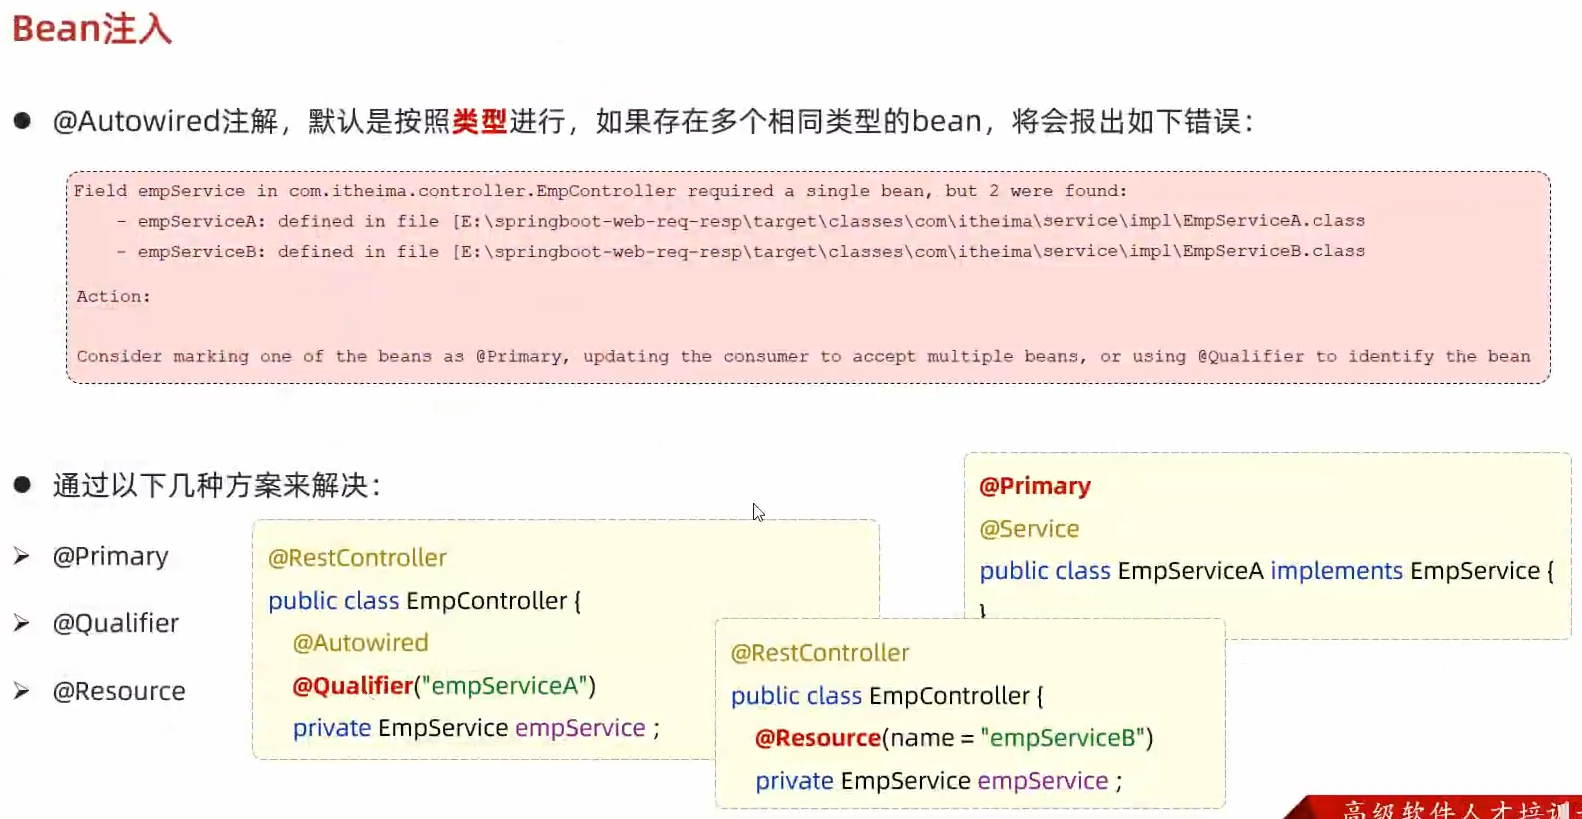 Bean注入
@Autowired注解，默认是按照类型进行，如果存在多个相同类型的bean，将会报出如下错误：
Field empService in com.itheima.controller.EmpController required a single bean, but 2 were found:
- empServiceA: defined in file [E:\springboot-web-req-resp\target\classes\com\itheima\service\impl\EmpServiceA.class
- empServiceB: defined in file [E:\springboot-web-req-resp\target\classes\com\itheima\service\impl\EmpServiceB.class
Action:
Consider marking one of the beans as @Primary, updating the consumer to accept multiple beans, or using @Qualifier to identify the bean
通过以下几种方案来解决：
@Primary
@Qualifier
@Resource
@RestController
public class EmpController {
@Autowired
@Qualifier("empServiceA")
private EmpService empService ;
@RestController
public class EmpController {
@Resource(name = "empServiceB")
private EmpService empService ;
@Primary
@Service
public class EmpServiceA implements EmpService {
}
高级软件人才培训